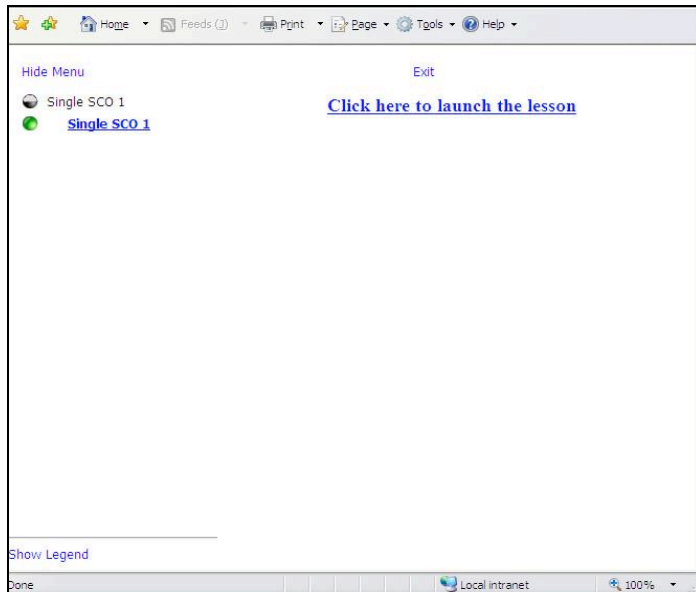 Home Feeds (J) Print Page Tools Help
Hide Menu Exit
Single SCO 1 Click here to launch the lesson
Single SCO 1
Show Legend
Done Local intranet 100%